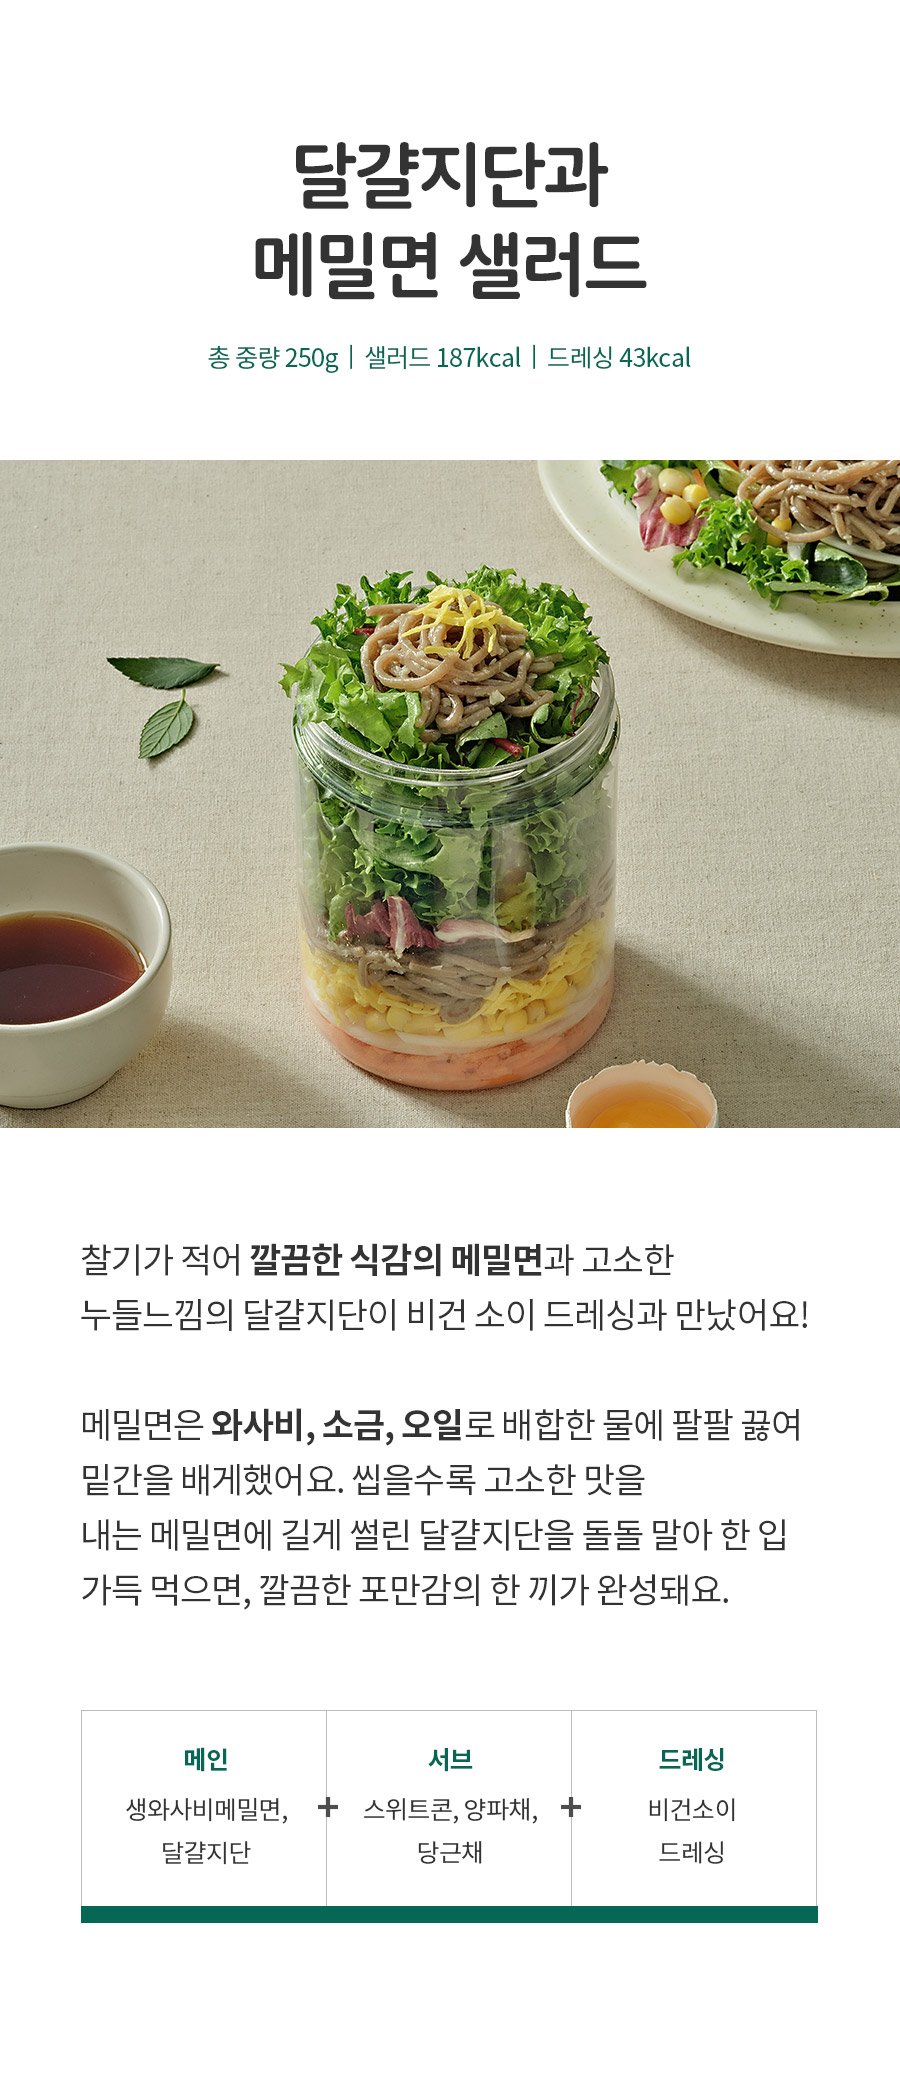 달걀지단과
메밀면 샐러드
총 중량 250g | 샐러드 187kcal | 드레싱 43kcal
찰기가 적어 깔끔한 식감의 메밀면과 고소한
누들느낌의 달걀지단이 비건 소이 드레싱과 만났어요!
메밀면은 와사비, 소금, 오일로 배합한 물에 팔팔 끓여
밑간을 배게했어요. 씹을수록 고소한 맛을
내는 메밀면에 길게 썰린 달걀지단을 돌돌 말아 한 입
가득 먹으면, 깔끔한 포만감의 한 끼가 완성돼요.
메인
생와사비메밀면,
달걀지단
+
서브
스위트콘, 양파채,
당근채
+
드레싱
비건소이
드레싱